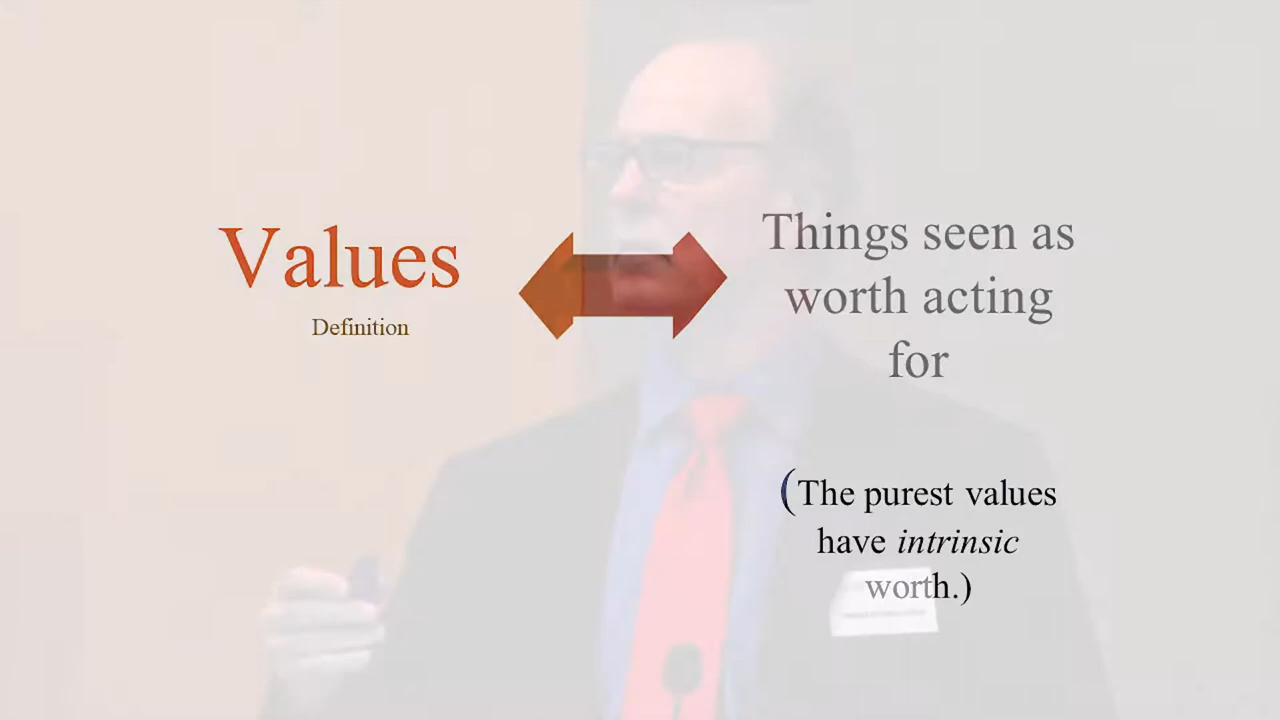 Values
Definition
Things seen as
worth acting
for
(The purest values
have intrinsic
worth.)